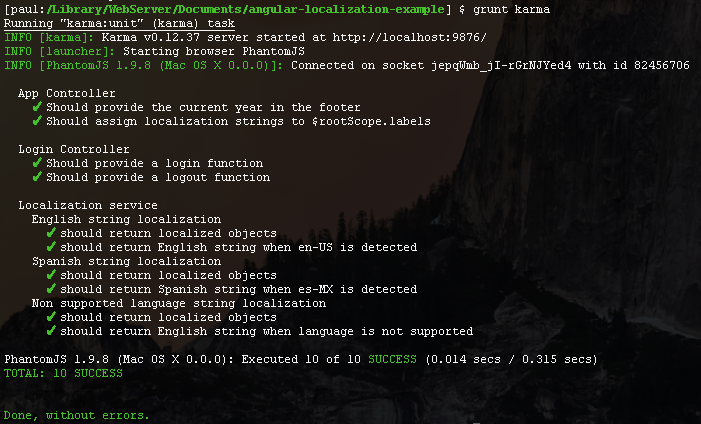 [paul:/Library/WebServer/Documents/angular-localization-example] $ grunt karma
Running "karma:unit" (karma) task
INFO [karma]: Karma v0.12.37 server started at http://localhost:9876/
INFO [launcher]: Starting browser PhantomJS
INFO [PhantomJS 1.9.8 (Mac OS X 0.0.0)]: Connected on socket jepqWmb_jI-rGrNJYed4 with id 82456706
App Controller
✔ Should provide the current year in the footer
✔ Should assign localization strings to $rootScope.labels
Login Controller
✔ Should provide a login function
✔ Should provide a logout function
Localization service
English string localization
✔ should return localized objects
✔ should return English string when en-US is detected
Spanish string localization
✔ should return localized objects
✔ should return Spanish string when es-MX is detected
Non supported language string localization
✔ should return localized objects
✔ should return English string when language is not supported
PhantomJS 1.9.8 (Mac OS X 0.0.0): Executed 10 of 10 SUCCESS (0.014 secs / 0.315 secs)
TOTAL: 10 SUCCESS
Done, without errors.